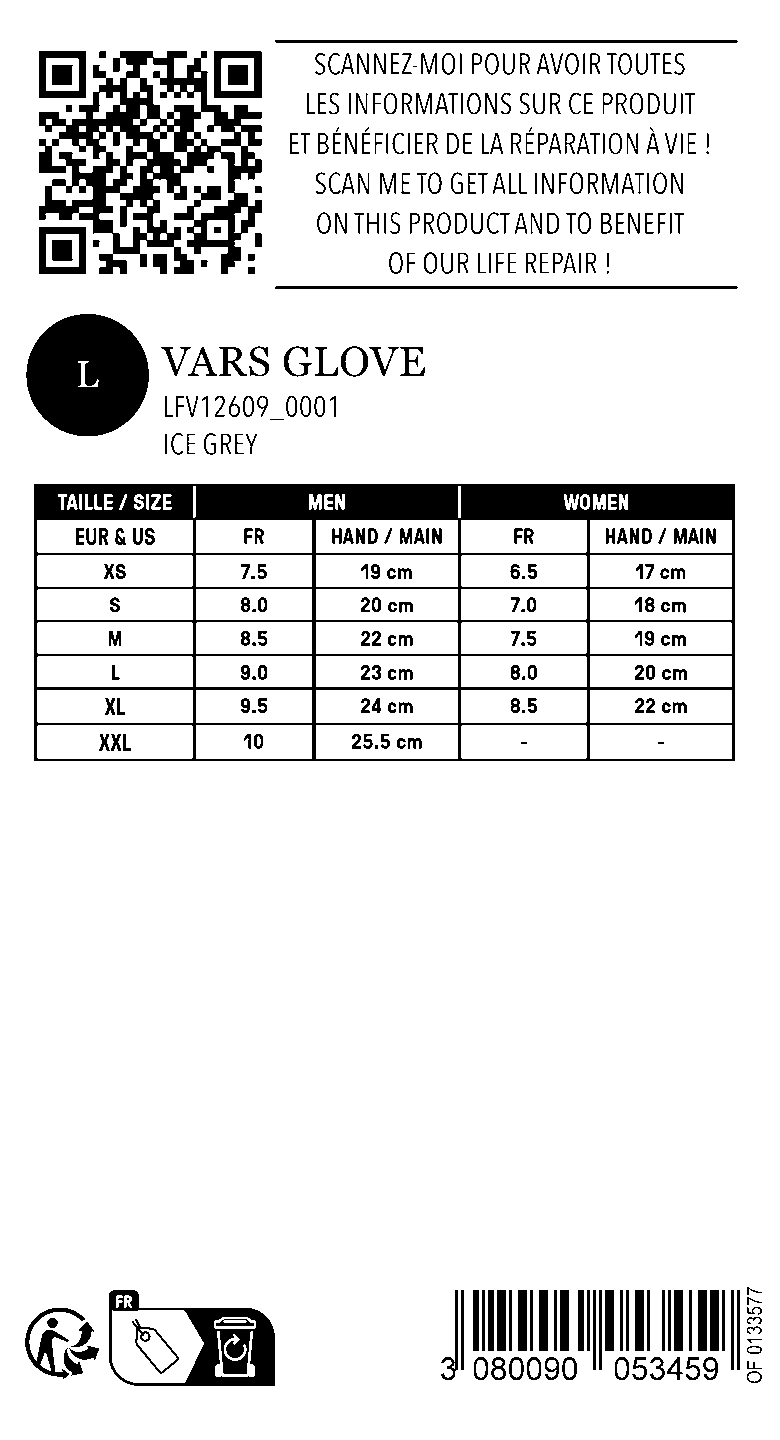 SCANNEZ-MOI POUR AVOIR TOUTES
LES INFORMATIONS SUR CE PRODUIT
ET BÉNÉFICIER DE LA RÉPARATION À VIE !
SCAN ME TO GET ALL INFORMATION
ON THIS PRODUCT AND TO BENEFIT
OF OUR LIFE REPAIR !
L
VARS GLOVE
LFV12609_0001
ICE GREY
TAILLE / SIZE MEN WOMEN
EUR & US FR HAND / MAIN FR HAND / MAIN
XS 7.5 19 cm 6.5 17 cm
S 8.0 20 cm 7.0 18 cm
M 8.5 22 cm 7.5 19 cm
L 9.0 23 cm 8.0 20 cm
XL 9.5 24 cm 8.5 22 cm
XXL 10 25.5 cm - -
FR
3 080090 053459
OF 0133577